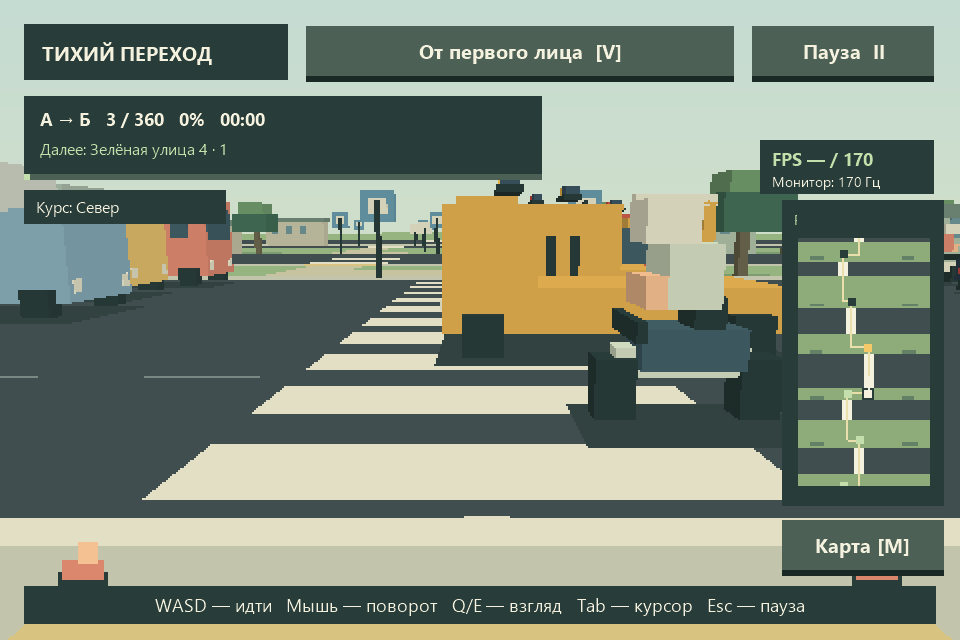 ТИХИЙ ПЕРЕХОД
От первого лица [V]
Пауза II
А → Б 3 / 360 0% 00:00
Далее: Зелёная улица 4 · 1
FPS — / 170
Монитор: 170 Гц
Курс: Север
Карта [M]
WASD — идти Мышь — поворот Q/E — взгляд Tab — курсор Esc — пауза